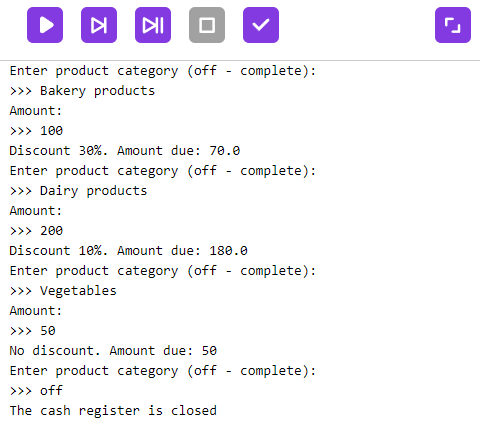 Enter product category (off - complete):
>>> Bakery products
Amount:
>>> 100
Discount 30%. Amount due: 70.0
Enter product category (off - complete):
>>> Dairy products
Amount:
>>> 200
Discount 10%. Amount due: 180.0
Enter product category (off - complete):
>>> Vegetables
Amount:
>>> 50
No discount. Amount due: 50
Enter product category (off - complete):
>>> off
The cash register is closed